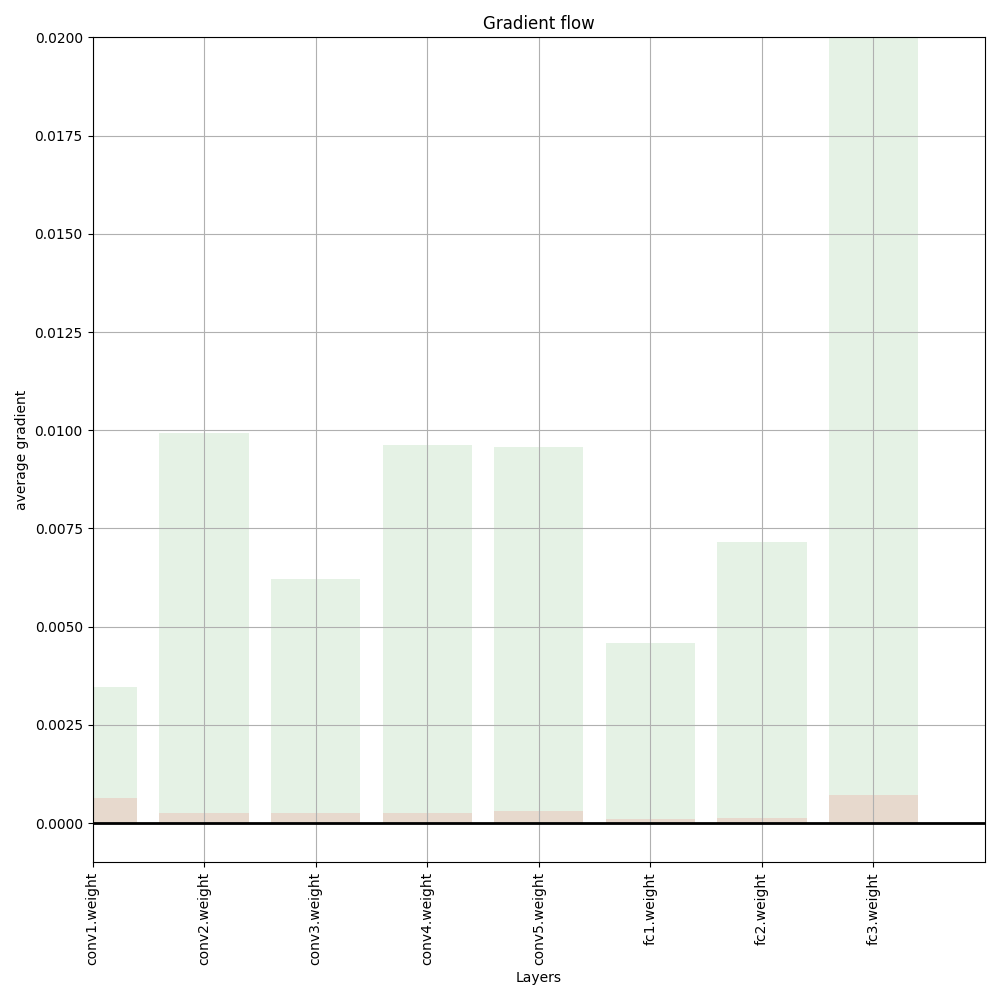 Gradient flow
0.0200
0.0175
0.0150
0.0125
0.0100
0.0075
0.0050
0.0025
0.0000
average gradient
conv1.weight
conv2.weight
conv3.weight
conv4.weight
conv5.weight
fc1.weight
fc2.weight
fc3.weight
Layers